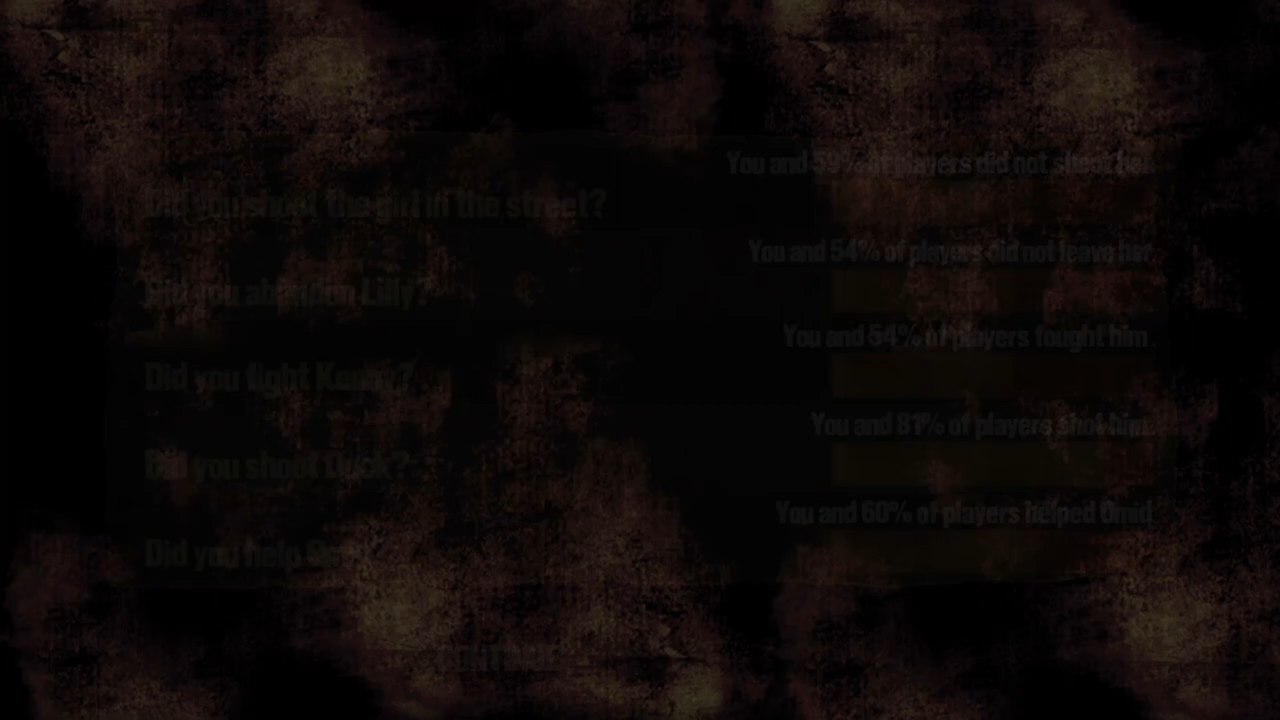 You and 59% of players did not shoot her.
Did you shoot the girl in the street?
You and 54% of players did not leave her.
Did you abandon Lilly?
You and 54% of players fought him.
Did you fight Kenny?
You and 81% of players shot him.
Did you shoot Duck?
You and 60% of players helped Omid
Did you help